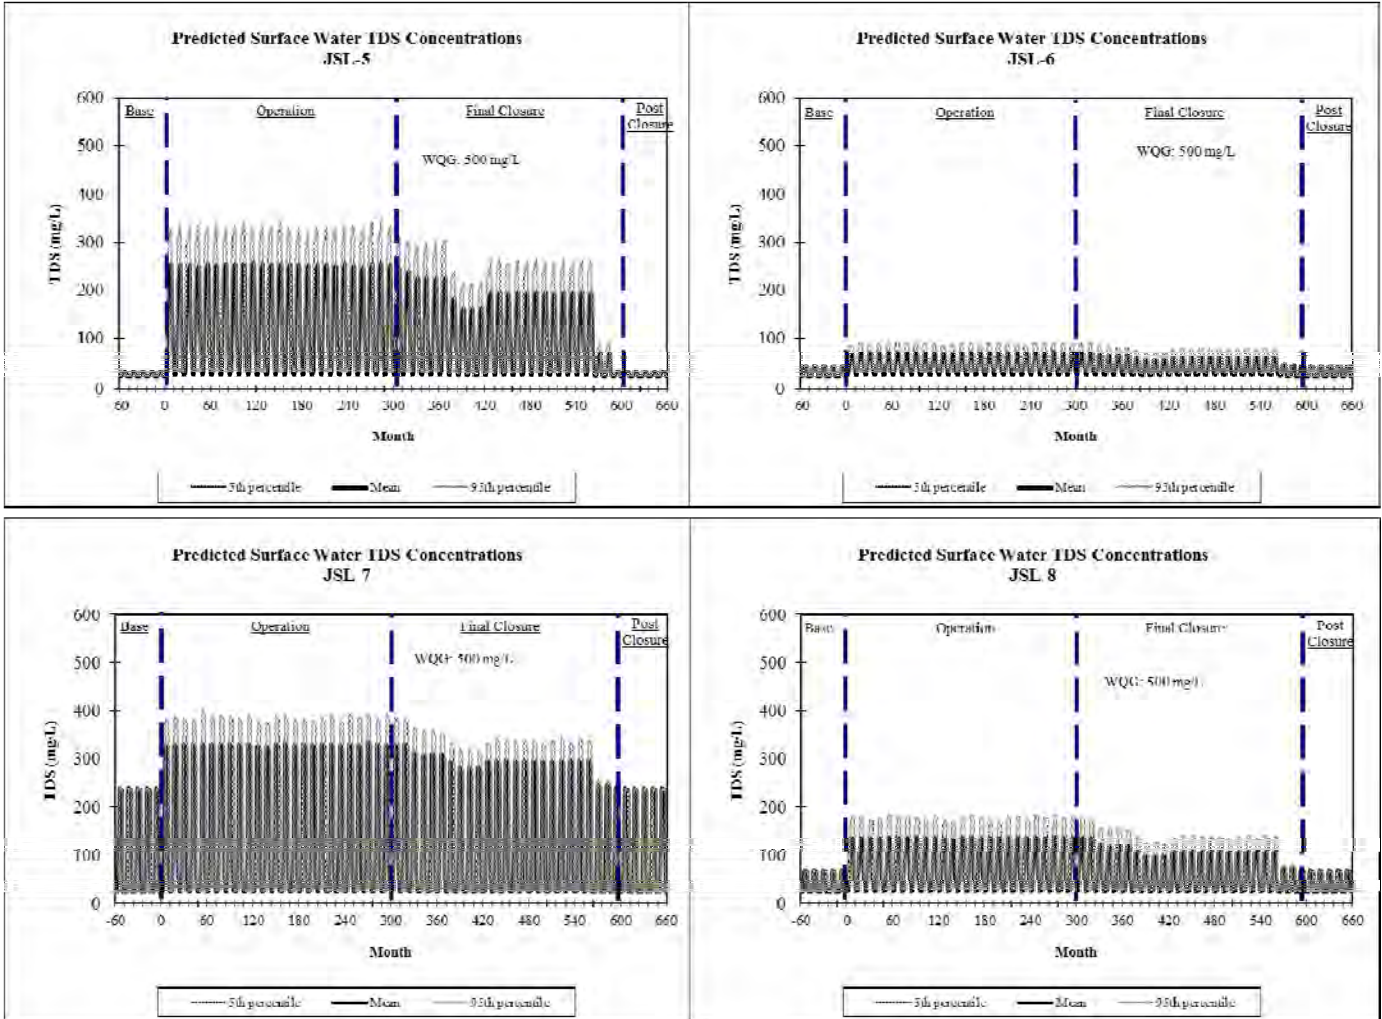 Predicted Surface Water TDS Concentrations
JSL-5
600
500
400
300
200
100
0
TDS (mg/L)
Base
Operation
Final Closure
Post
Closure
WQG: 500 mg/L
-60 0 60 120 180 240 300 360 420 480 540 600 660
Month
5th percentile Mean 95th percentile
Predicted Surface Water TDS Concentrations
JSL-6
600
500
400
300
200
100
0
TDS (mg/L)
Base
Operation
Final Closure
Post
Closure
WQG: 500 mg/L
-60 0 60 120 180 240 300 360 420 480 540 600 660
Month
5th percentile Mean 95th percentile
Predicted Surface Water TDS Concentrations
JSL-7
600
500
400
300
200
100
0
TDS (mg/L)
Base
Operation
Final Closure
Post
Closure
WQG: 500 mg/L
-60 0 60 120 180 240 300 360 420 480 540 600 660
Month
5th percentile Mean 95th percentile
Predicted Surface Water TDS Concentrations
JSL-8
600
500
400
300
200
100
0
TDS (mg/L)
Base
Operation
Final Closure
Post
Closure
WQG: 500 mg/L
-60 0 60 120 180 240 300 360 420 480 540 600 660
Month
5th percentile Mean 95th percentile